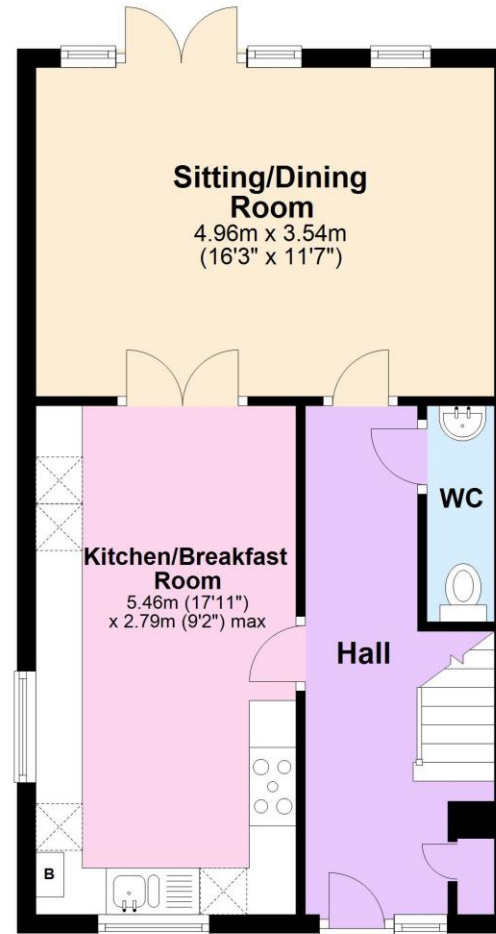 Sitting/Dining
Room
4.96m x 3.54m
(16'3" x 11'7")
WC
Kitchen/Breakfast
Room
5.46m (17'11")
x 2.79m (9'2") max
Hall
B